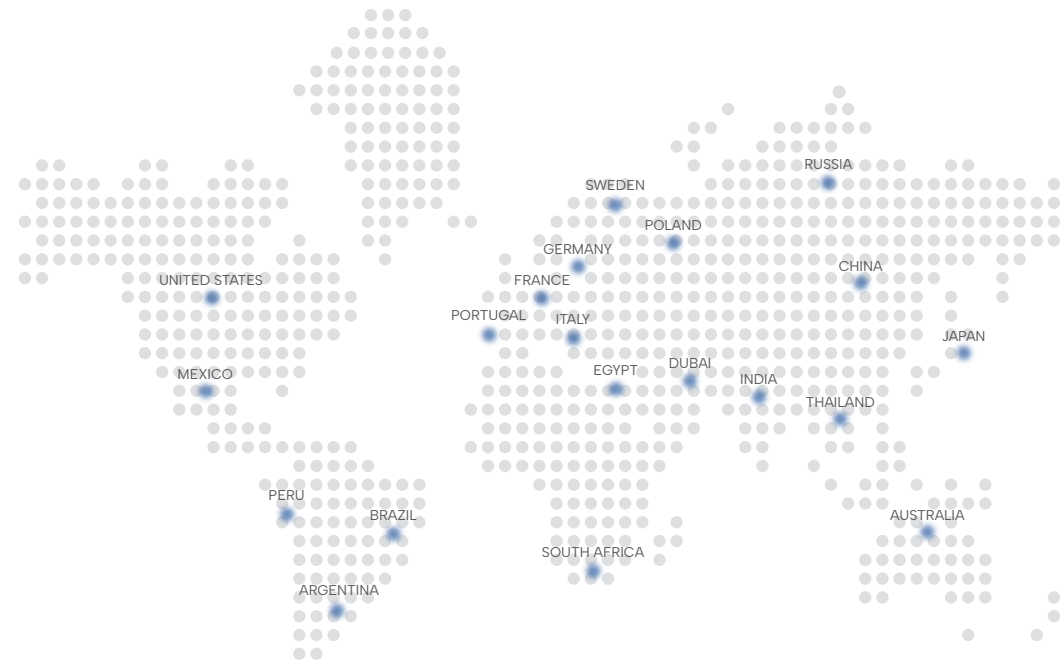 RUSSIA
SWEDEN
POLAND
GERMANY
CHINA
UNITED STATES
FRANCE
PORTUGAL
ITALY
JAPAN
DUBAI
EGYPT
MEXICO
INDIA
THAILAND
PERU
BRAZIL
AUSTRALIA
SOUTH AFRICA
ARGENTINA